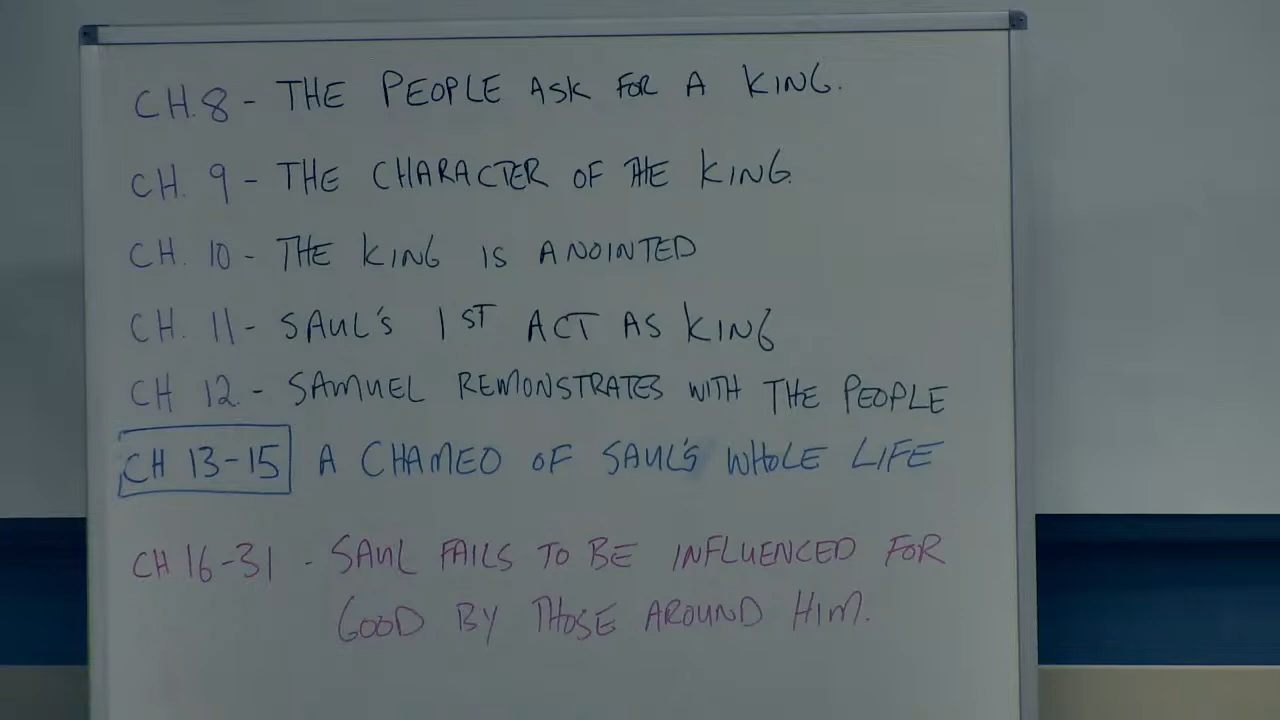 CH.8 - THE PEOPLE ASK FOR A KING.
CH. 9 - THE CHARACTER OF THE KING.
CH. 10 - THE KING IS ANOINTED
CH. 11 - SAUL'S 1ST ACT AS KING
CH 12 - SAMUEL REMONSTRATES WITH THE PEOPLE
CH 13-15 A CHAMEO OF SAUL'S WHOLE LIFE
CH 16-31 - SAUL FAILS TO BE INFLUENCED FOR
GOOD BY THOSE AROUND HIM.